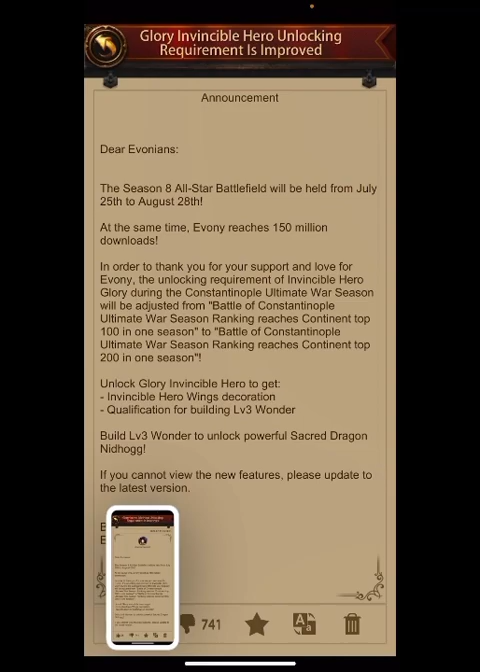 Glory Invincible Hero Unlocking
Requirement Is Improved
Announcement
Dear Evonians:
The Season 8 All-Star Battlefield will be held from July
25th to August 28th!
At the same time, Evony reaches 150 million
downloads!
In order to thank you for your support and love for
Evony, the unlocking requirement of Invincible Hero
Glory during the Constantinople Ultimate War Season
will be adjusted from "Battle of Constantinople
Ultimate War Season Ranking reaches Continent top
100 in one season" to "Battle of Constantinople
Ultimate War Season Ranking reaches Continent top
200 in one season"!
Unlock Glory Invincible Hero to get:
- Invincible Hero Wings decoration
- Qualification for building Lv3 Wonder
Build Lv3 Wonder to unlock powerful Sacred Dragon
Nidhogg!
If you cannot view the new features, please update to
the latest version.
741